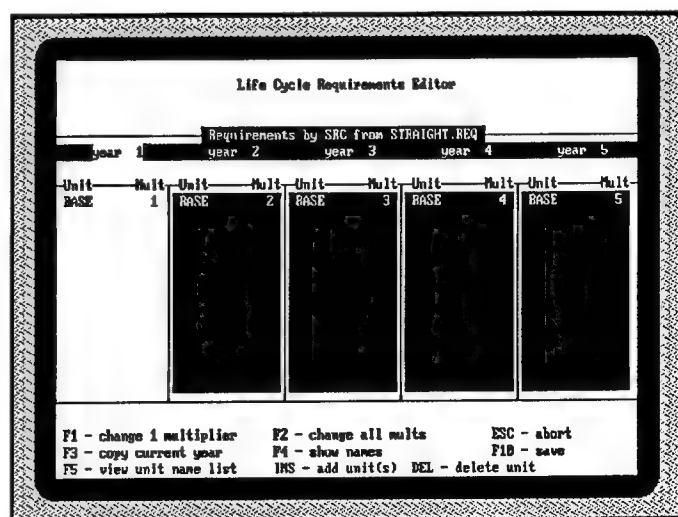 Life Cycle Requirements Editor
Requirements by SRC from STRAIGHT.REQ
year 1 year 2 year 3 year 4 year 5
Unit Mult Unit Mult Unit Mult Unit Mult Unit Mult
BASE 1 BASE 2 BASE 3 BASE 4 BASE 5
F1 - change 1 multiplier F2 - change all mults ESC - abort
F3 - copy current year F4 - show names F10 - save
F5 - view unit name list INS - add unit(s) DEL - delete unit